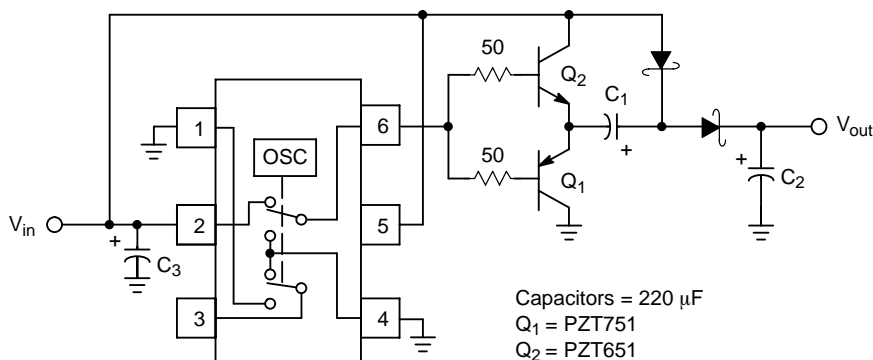 50
Q2
C1
1
6
OSC
50
Vout
+
+
C2
Q1
Vin
2
5
+
C3
3
4
Capacitors = 220 μF
Q1 = PZT751
Q2 = PZT651